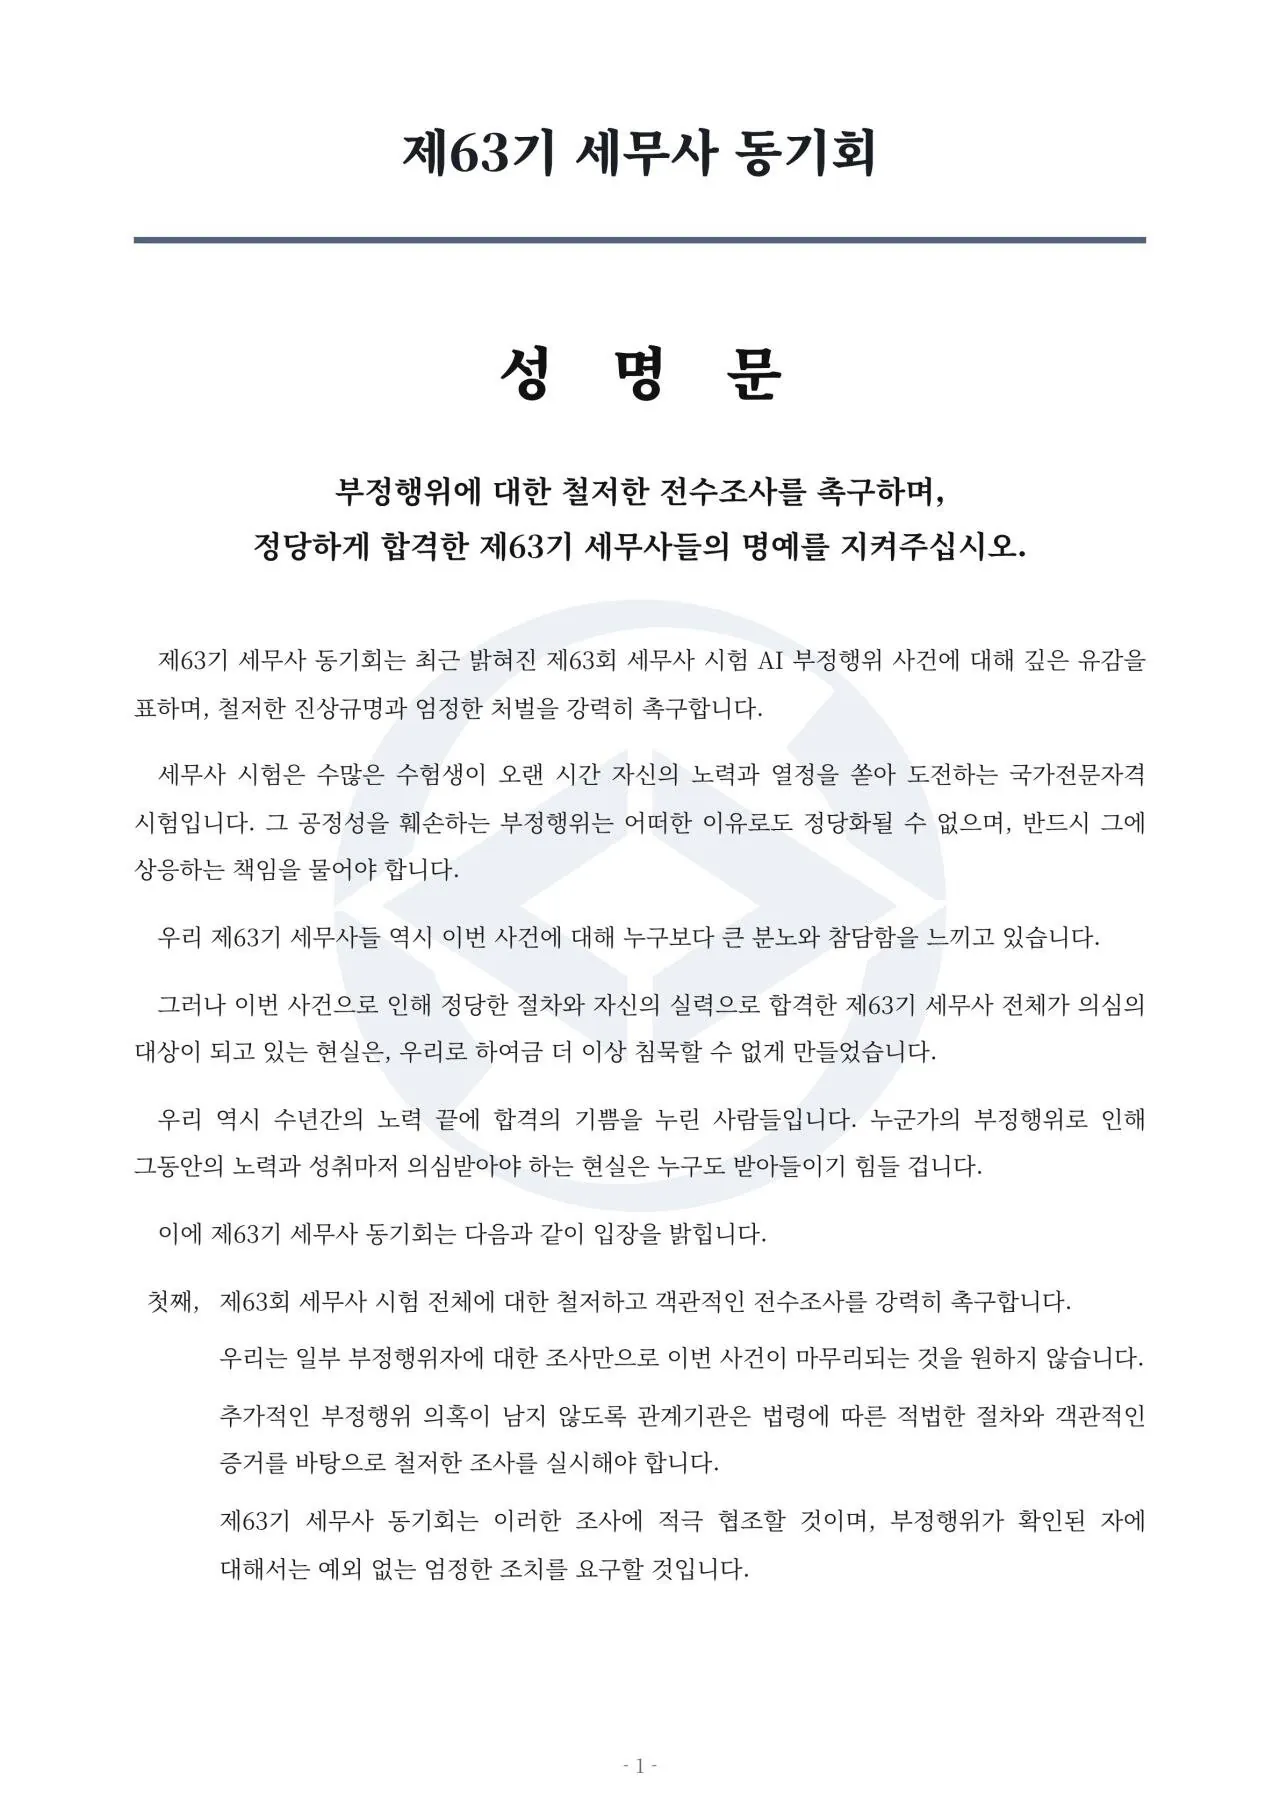 제63기 세무사 동기회
성 명 문
부정행위에 대한 철저한 전수조사를 촉구하며,
정당하게 합격한 제63기 세무사들의 명예를 지켜주십시오.
제63기 세무사 동기회는 최근 밝혀진 제63회 세무사 시험 AI 부정행위 사건에 대해 깊은 유감을
표하며, 철저한 진상규명과 엄정한 처벌을 강력히 촉구합니다.
세무사 시험은 수많은 수험생이 오랜 시간 자신의 노력과 열정을 쏟아 도전하는 국가전문자격
시험입니다. 그 공정성을 훼손하는 부정행위는 어떠한 이유로도 정당화될 수 없으며, 반드시 그에
상응하는 책임을 물어야 합니다.
우리 제63기 세무사들 역시 이번 사건에 대해 누구보다 큰 분노와 참담함을 느끼고 있습니다.
그러나 이번 사건으로 인해 정당한 절차와 자신의 실력으로 합격한 제63기 세무사 전체가 의심의
대상이 되고 있는 현실은, 우리로 하여금 더 이상 침묵할 수 없게 만들었습니다.
우리 역시 수년간의 노력 끝에 합격의 기쁨을 누린 사람들입니다. 누군가의 부정행위로 인해
그동안의 노력과 성취마저 의심받아야 하는 현실은 누구도 받아들이기 힘들 겁니다.
이에 제63기 세무사 동기회는 다음과 같이 입장을 밝힙니다.
첫째, 제63회 세무사 시험 전체에 대한 철저하고 객관적인 전수조사를 강력히 촉구합니다.
우리는 일부 부정행위자에 대한 조사만으로 이번 사건이 마무리되는 것을 원하지 않습니다.
추가적인 부정행위 의혹이 남지 않도록 관계기관은 법령에 따른 적법한 절차와 객관적인
증거를 바탕으로 철저한 조사를 실시해야 합니다.
제63기 세무사 동기회는 이러한 조사에 적극 협조할 것이며, 부정행위가 확인된 자에
대해서는 예외 없는 엄정한 조치를 요구할 것입니다.
- 1 -